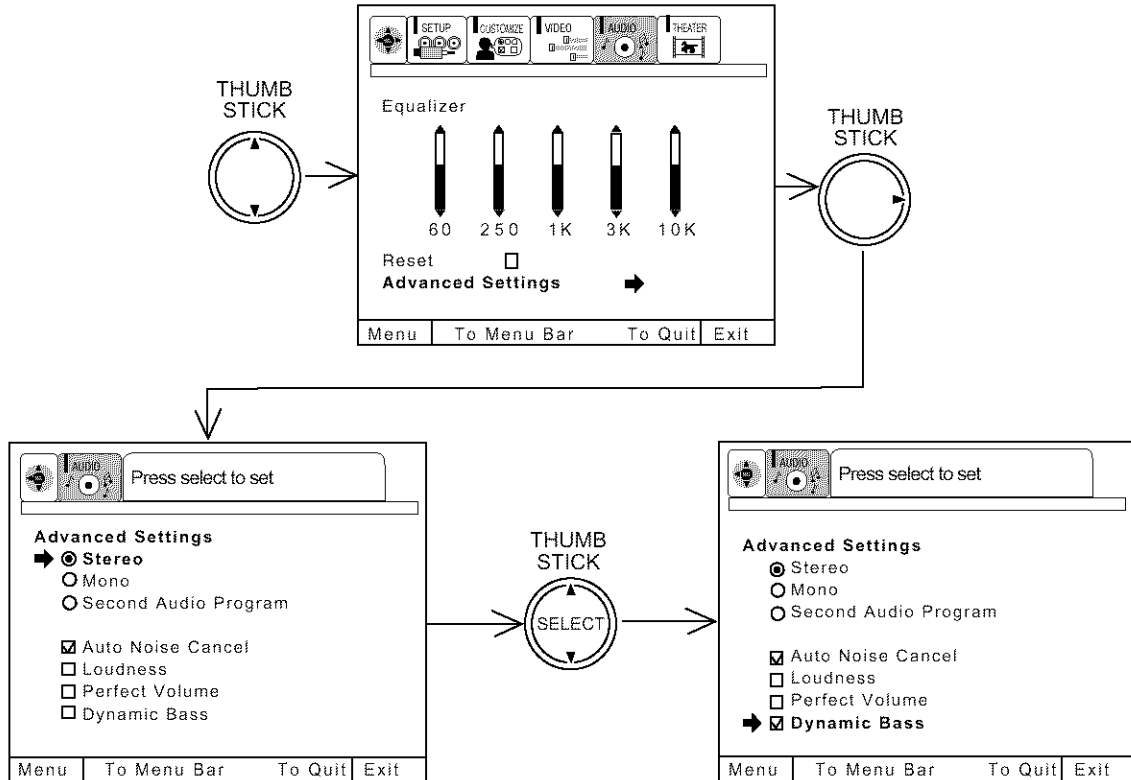 SETUP
CUSTOMIZE
VIDEO
AUDIO
THEATER
THUMB
STICK
Equalizer
60 250 1K 3K 10K
Reset
Advanced Settings
Menu To Menu Bar To Quit Exit
THUMB
STICK
AUDIO
Press select to set
Advanced Settings
Stereo
Mono
Second Audio Program
Auto Noise Cancel
Loudness
Perfect Volume
Dynamic Bass
Menu To Menu Bar To Quit Exit
THUMB
STICK
SELECT
AUDIO
Press select to set
Advanced Settings
Stereo
Mono
Second Audio Program
Auto Noise Cancel
Loudness
Perfect Volume
Dynamic Bass
Menu To Menu Bar To Quit Exit